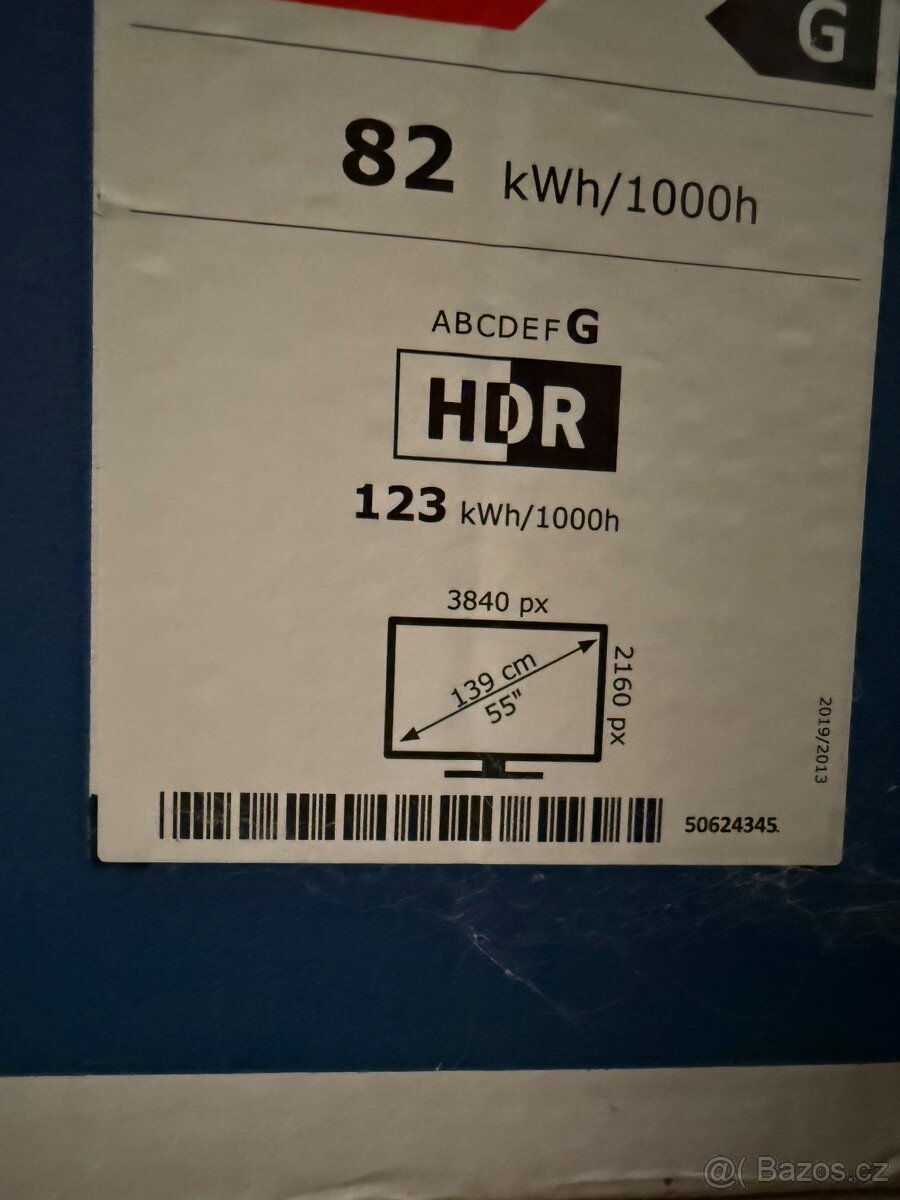 G
82 kWh/1000h
ABCDEFG
HDR
123 kWh/1000h
3840 px
139 cm
55"
2160 px
2019/2013
50624345
@( Bazos.cz